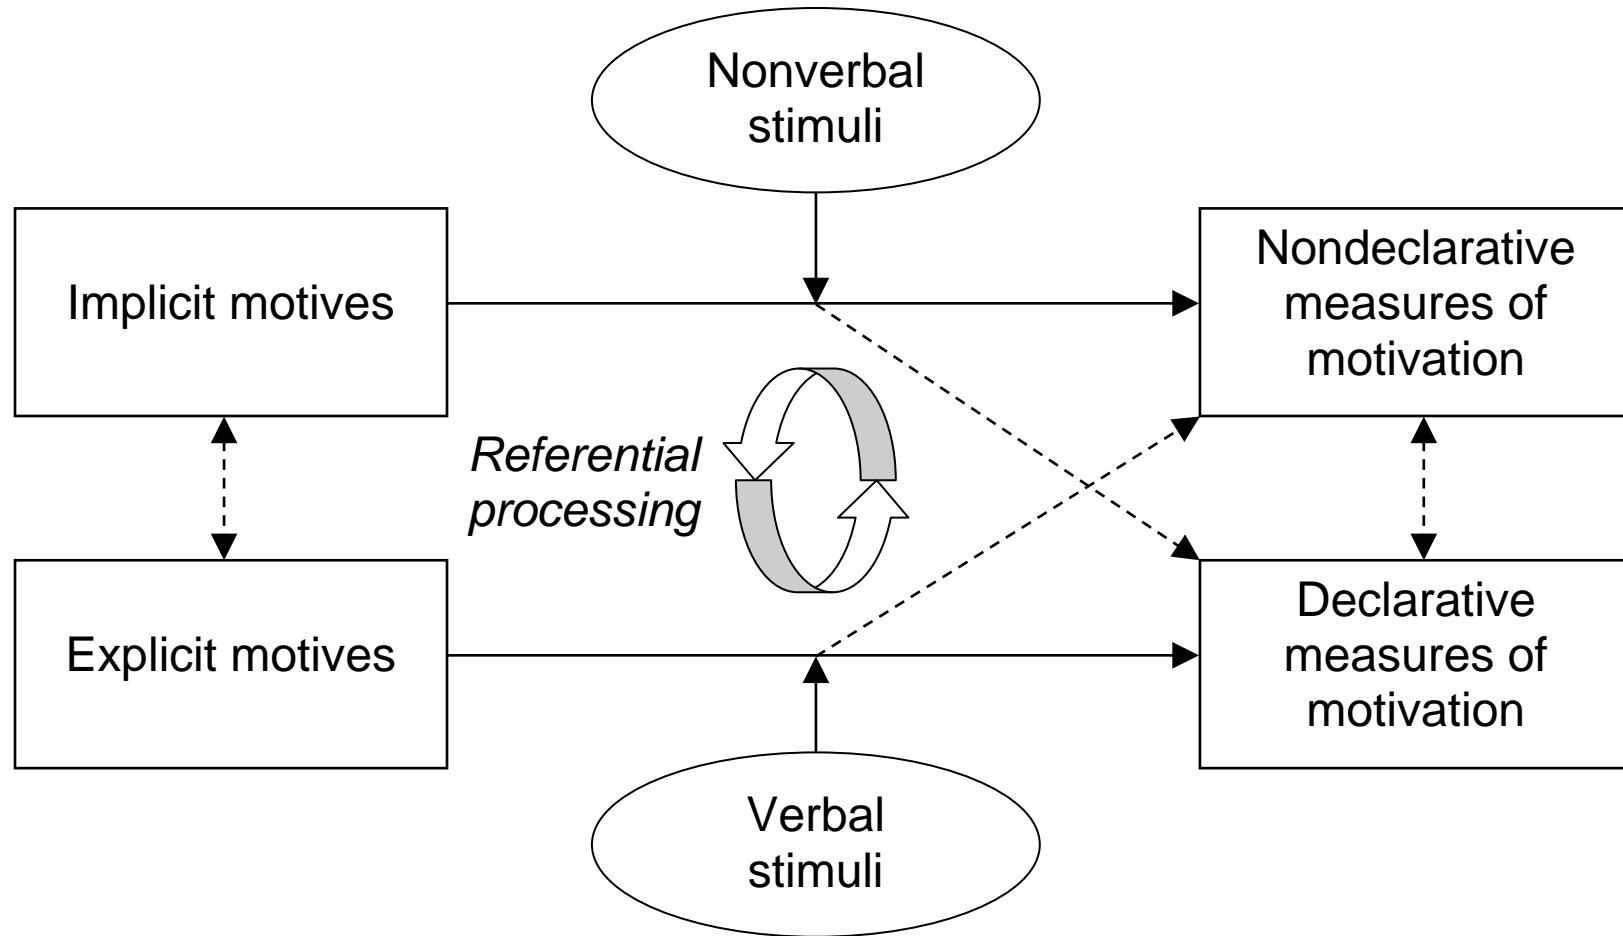 Nonverbal
stimuli
Implicit motives
Nondeclarative
measures of
motivation
Referential
processing
Explicit motives
Declarative
measures of
motivation
Verbal
stimuli